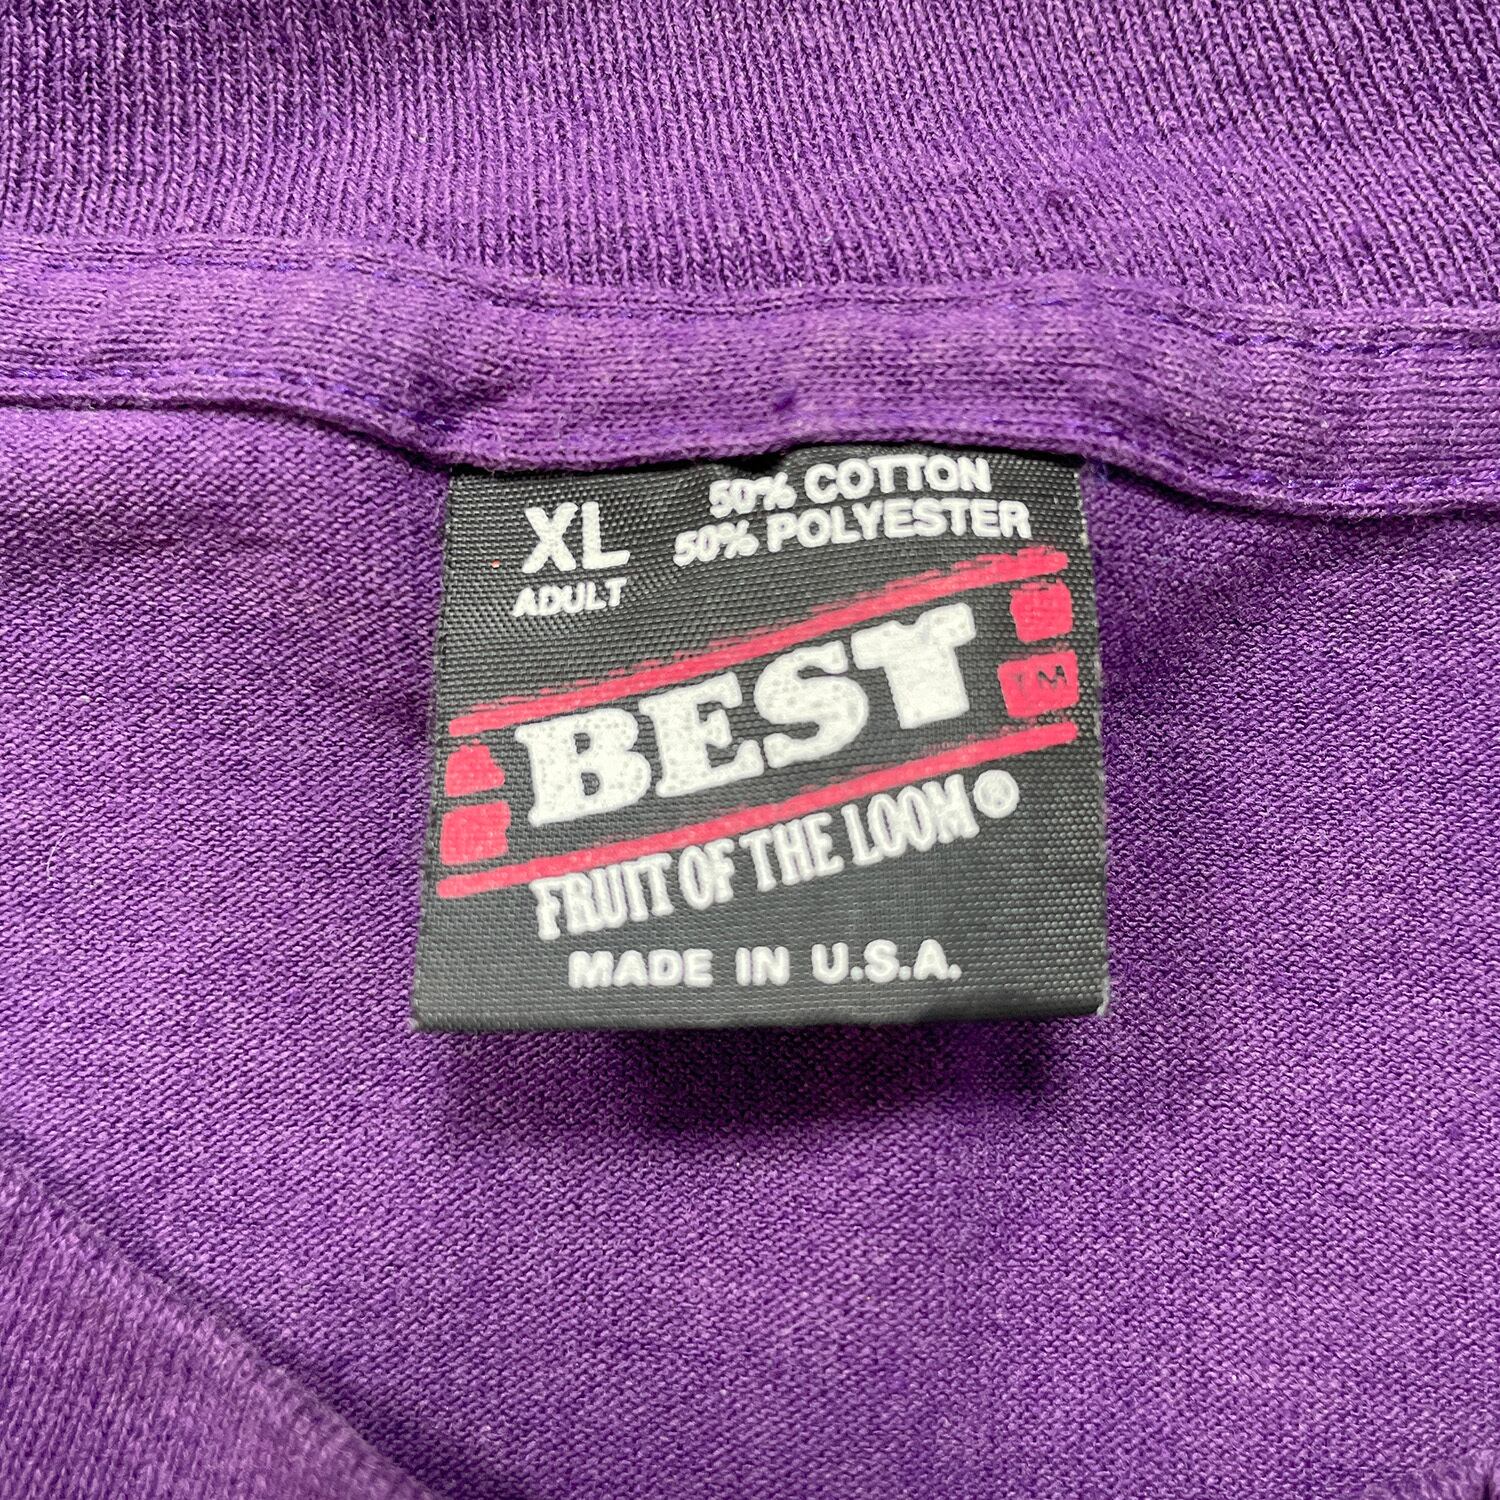 XL
ADULT
50% COTTON
50% POLYESTER
BEST
TM
FRUIT OF THE LOOM®
MADE IN U.S.A.